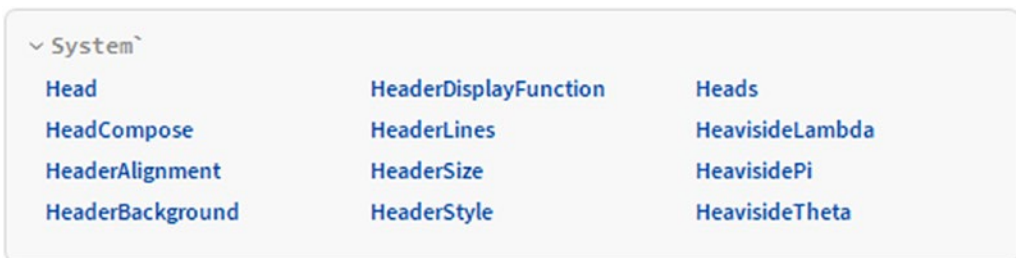 System`
Head HeaderDisplayFunction Heads
HeadCompose HeaderLines HeavisideLambda
HeaderAlignment HeaderSize HeavisidePi
HeaderBackground HeaderStyle HeavisideTheta